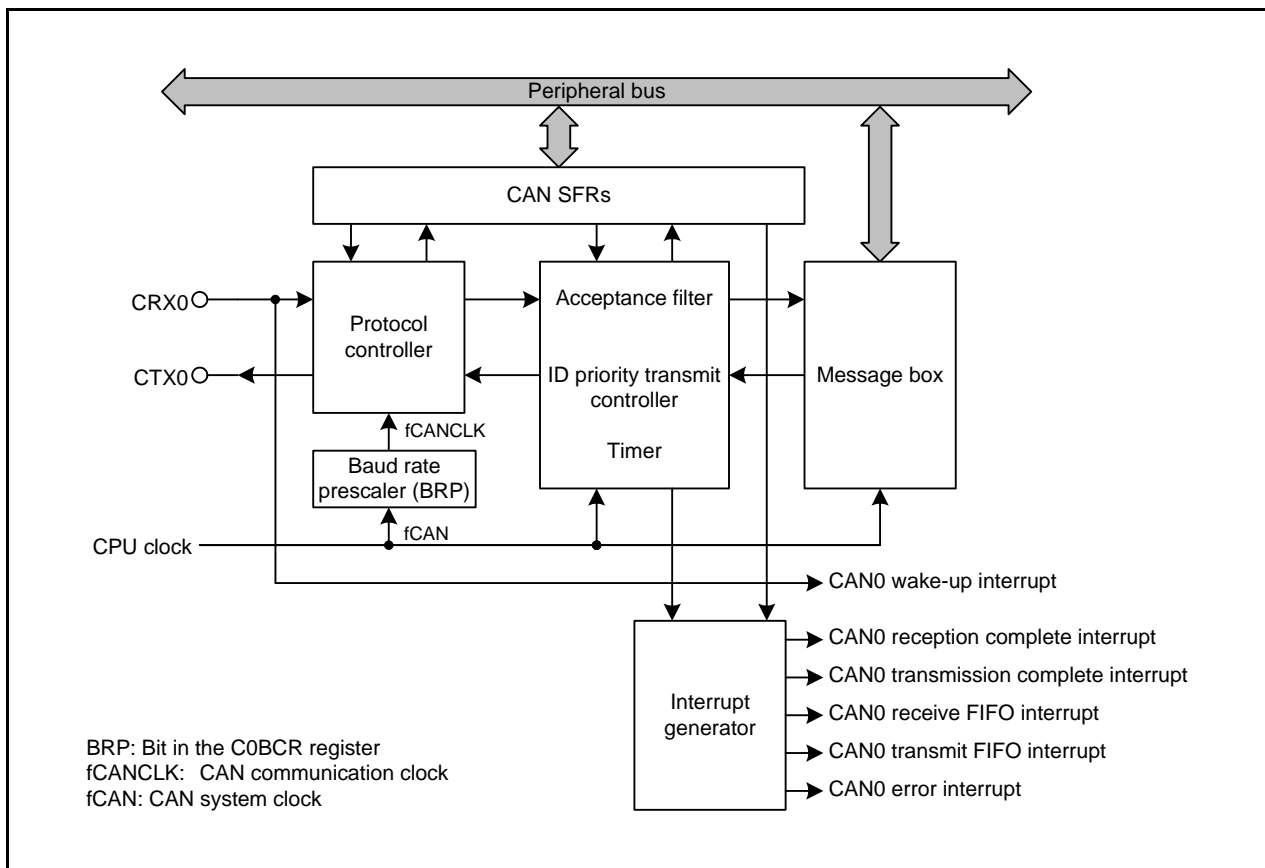 Peripheral bus
CAN SFRs
CRX0
CTX0
Protocol
controller
Acceptance filter
ID priority transmit
controller
Timer
Message box
fCANCLK
Baud rate
prescaler (BRP)
fCAN
CPU clock
CAN0 wake-up interrupt
Interrupt
generator
CAN0 reception complete interrupt
CAN0 transmission complete interrupt
CAN0 receive FIFO interrupt
CAN0 transmit FIFO interrupt
CAN0 error interrupt
BRP: Bit in the C0BCR register
fCANCLK: CAN communication clock
fCAN: CAN system clock